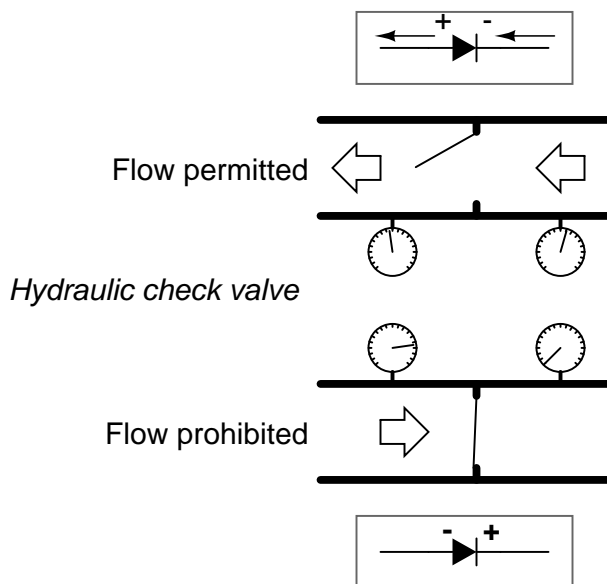 + -
Flow permitted
Hydraulic check valve
Flow prohibited
- +